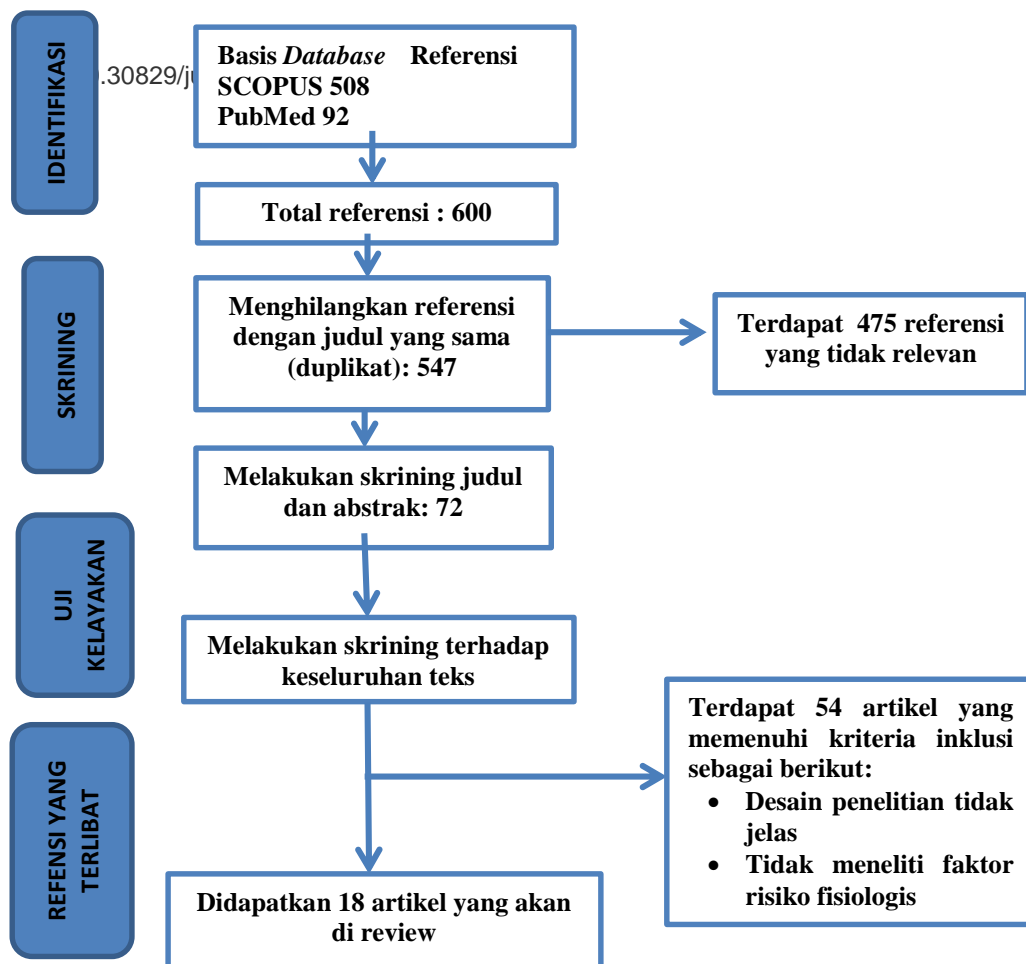 IDENTIFIKASI
.30829/j
Basis Database Referensi
SCOPUS 508
PubMed 92
Total referensi : 600
SKRINING
Menghilangkan referensi
dengan judul yang sama
(duplikat): 547
Terdapat 475 referensi
yang tidak relevan
Melakukan skrining judul
dan abstrak: 72
UJI
KELAYAKAN
Melakukan skrining terhadap
keseluruhan teks
REFENSI YANG
TERLIBAT
Terdapat 54 artikel yang
memenuhi kriteria inklusi
sebagai berikut:
• Desain penelitian tidak
jelas
• Tidak meneliti faktor
risiko fisiologis
Didapatkan 18 artikel yang akan
di review